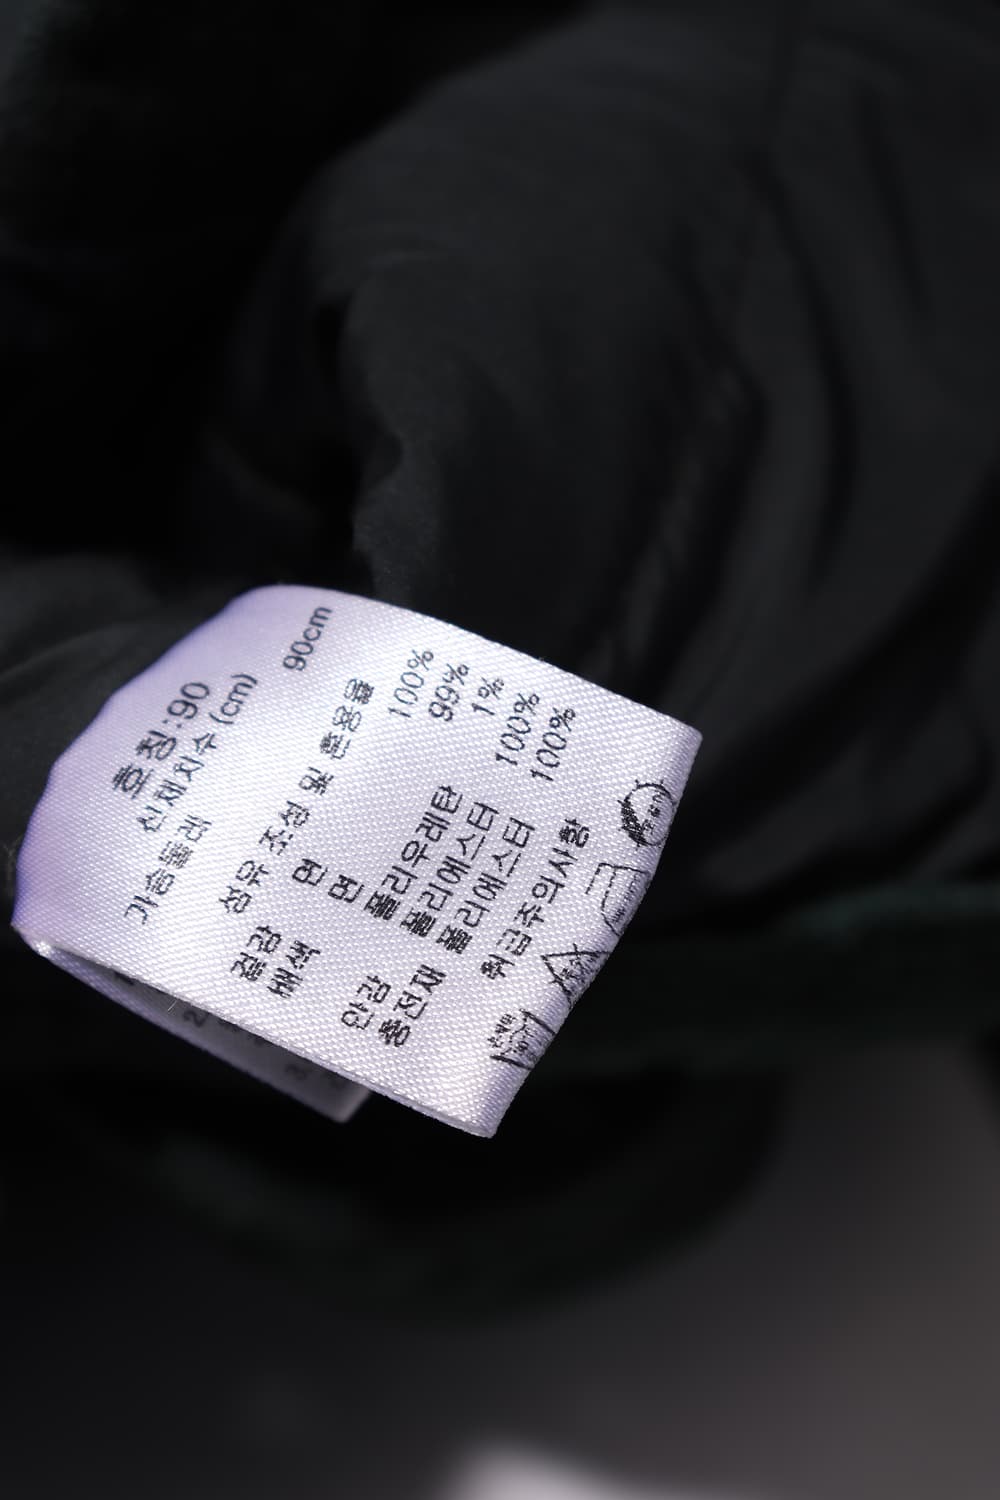 호칭:90
신체치수(cm)
가슴둘레 90cm
섬유 조성 및 혼용율
겉감 면 100%
배색 면 99%
폴리우레탄 1%
안감 폴리에스터 100%
충전재 폴리에스터 100%
취급주의사항